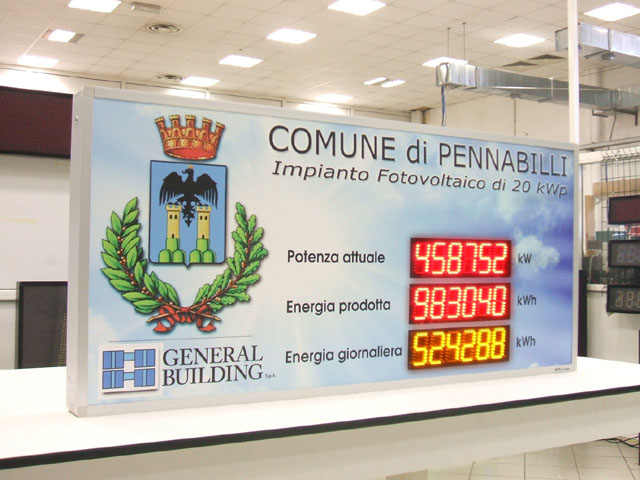 COMUNE di PENNABILLI
Impianto Fotovoltaico di 20 kWp
Potenza attuale 458752 kW
Energia prodotta 983040 kWh
Energia giornaliera 524288 kWh
GENERAL
BUILDING S.p.A.